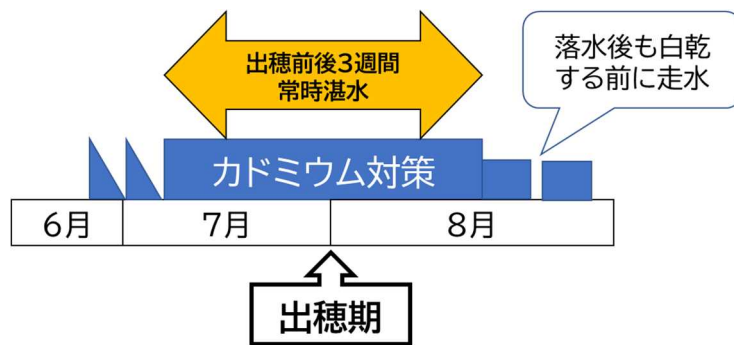 出穂前後3週間
常時湛水
落水後も白乾
する前に走水
カドミウム対策
6月
7月
8月
出穂期